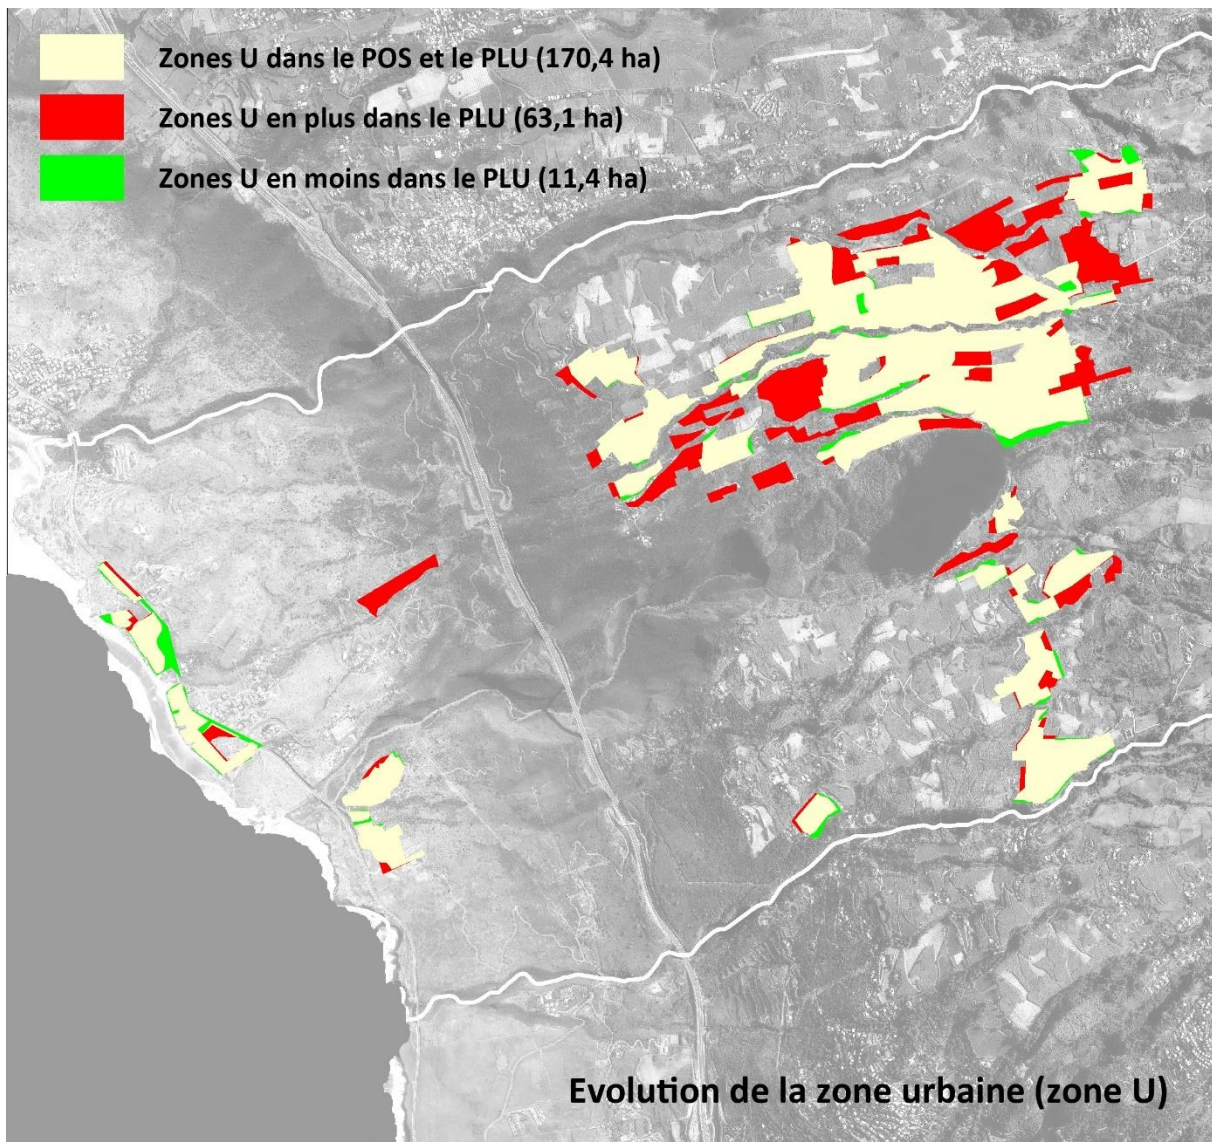 Zones U dans le POS et le PLU (170,4 ha)
Zones U en plus dans le PLU (63,1 ha)
Zones U en moins dans le PLU (11,4 ha)
Evolution de la zone urbaine (zone U)